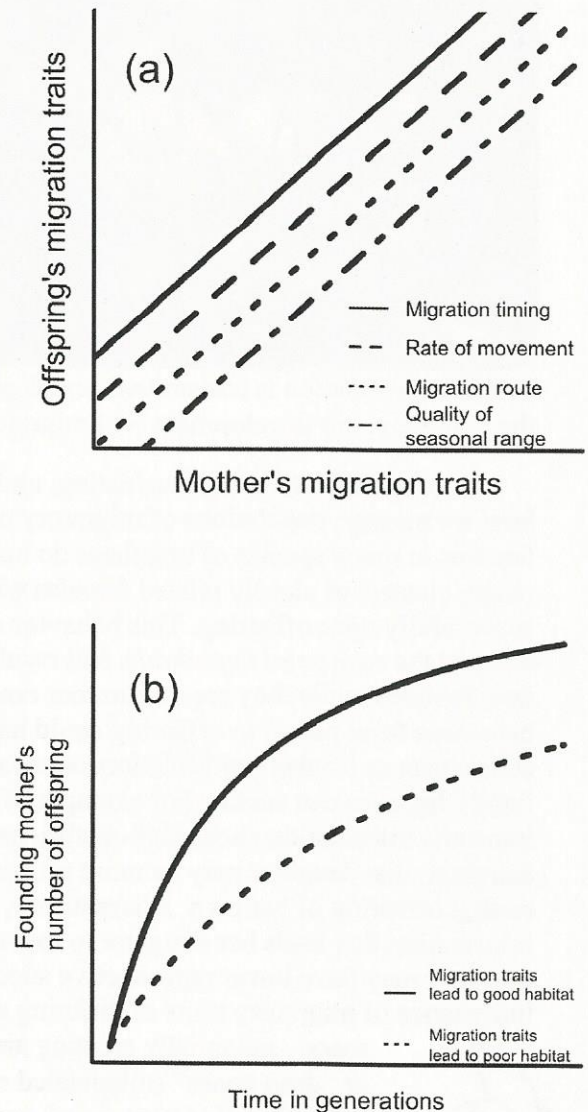 (a)
Offspring's migration traits
Migration timing
Rate of movement
Migration route
Quality of
seasonal range
Mother's migration traits
(b)
Founding mother's
number of offspring
Migration traits
lead to good habitat
Migration traits
lead to poor habitat
Time in generations